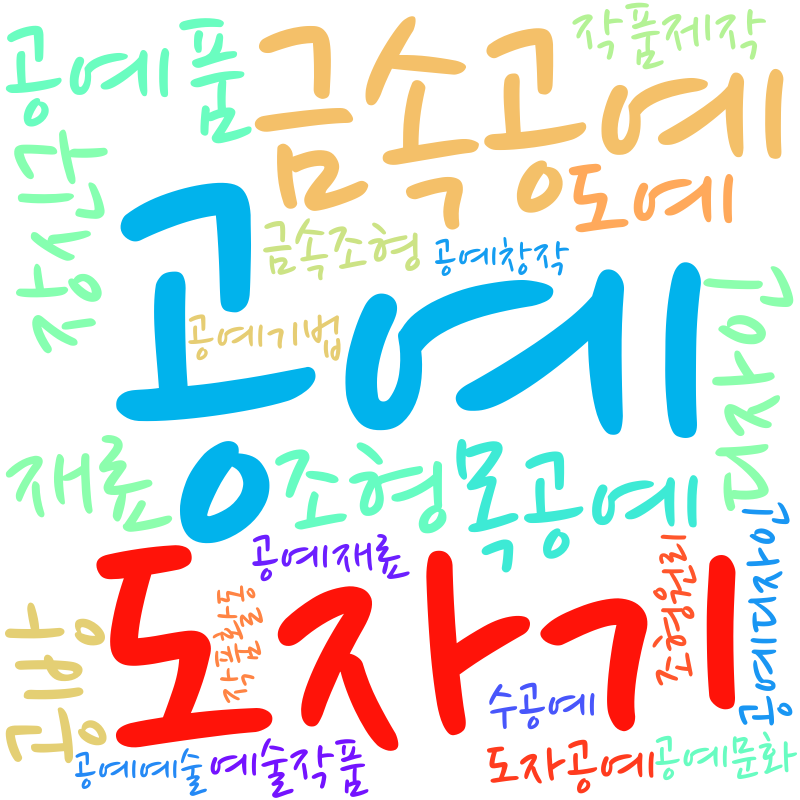 공예품
금속공예
작품제작
장신구
도예
금속조형
공예창작
공예
공예기법
디자인
재료
조형
목공예
공예재료
공예디자인
도자기
작품활동
조형원리
공방
수공예
공예예술
예술작품
도자공예
공예문화